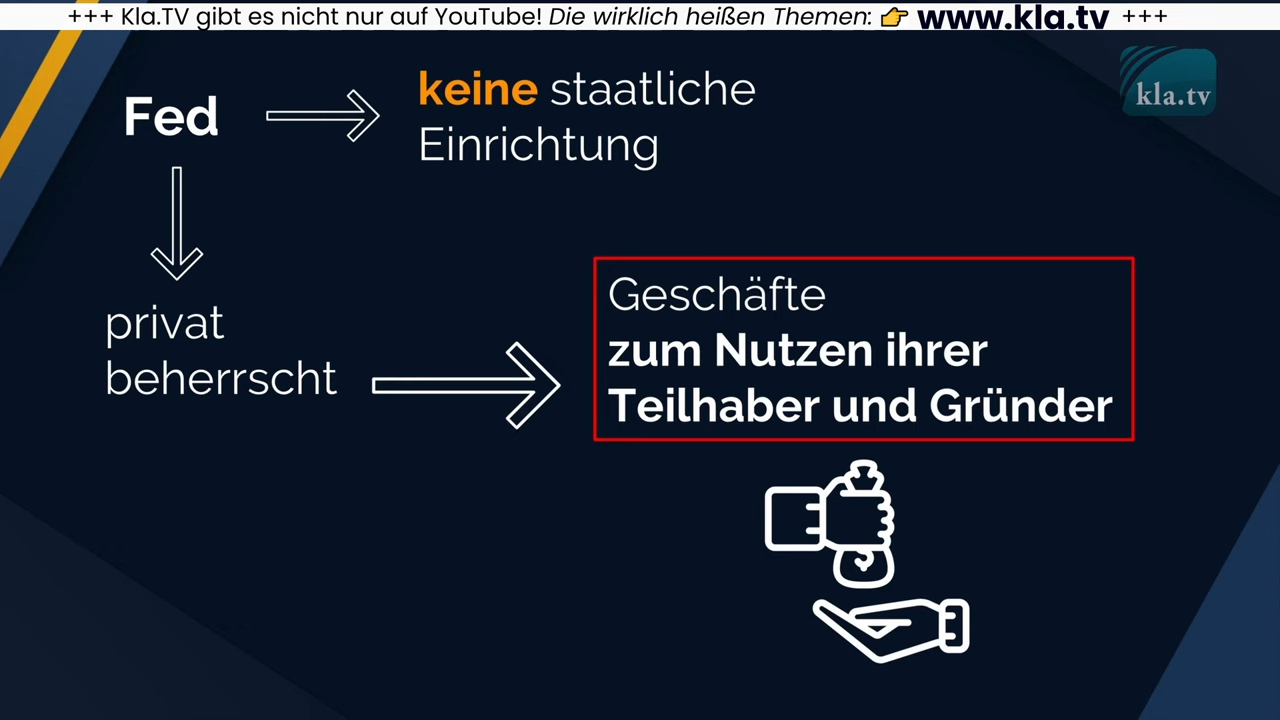 +++ Kla.TV gibt es nicht nur auf YouTube! Die wirklich heißen Themen: 👉 www.kla.tv +++
kla.tv
Fed
keine staatliche
Einrichtung
privat
beherrscht
Geschäfte
zum Nutzen ihrer
Teilhaber und Gründer